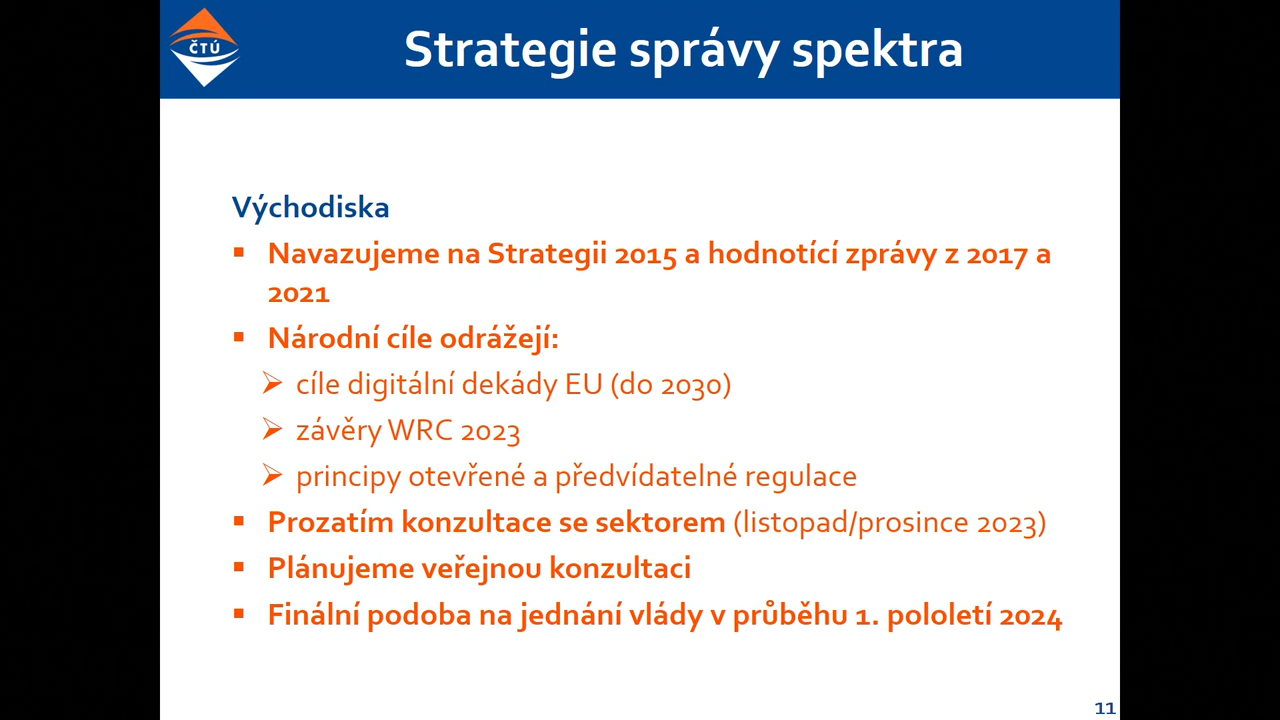 ČTÚ
Strategie správy spektra
Východiska
▪ Navazujeme na Strategii 2015 a hodnotící zprávy z 2017 a
2021
▪ Národní cíle odrážejí:
➢ cíle digitální dekády EU (do 2030)
➢ závěry WRC 2023
➢ principy otevřené a předvídatelné regulace
▪ Prozatím konzultace se sektorem (listopad/prosince 2023)
▪ Plánujeme veřejnou konzultaci
▪ Finální podoba na jednání vlády v průběhu 1. pololetí 2024
11